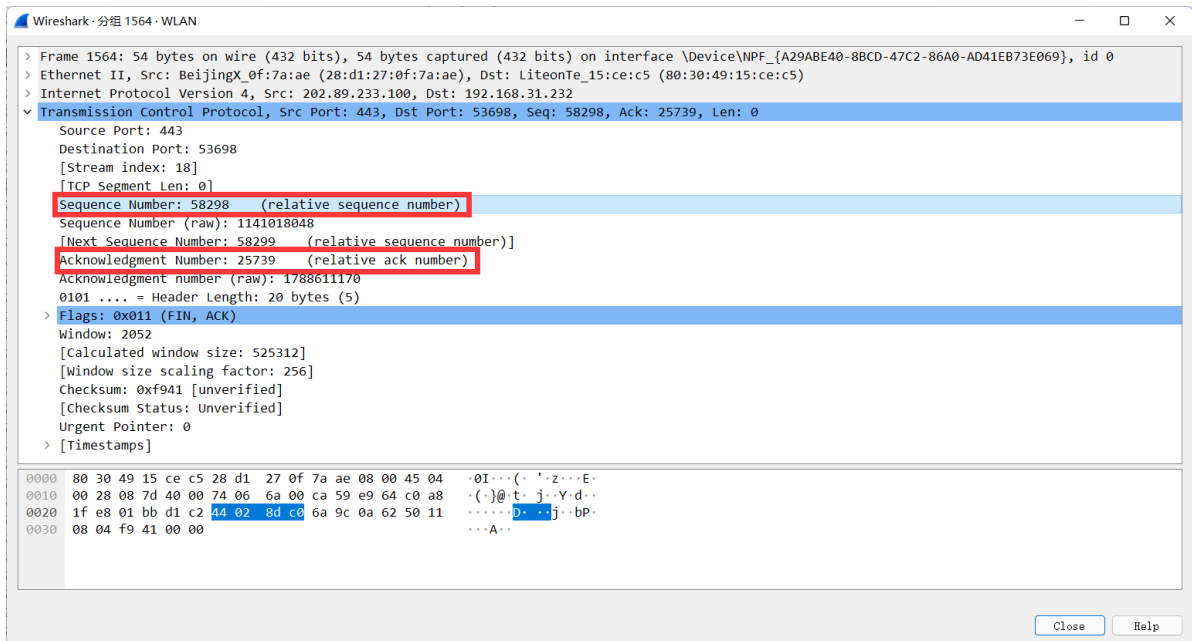 Wireshark · 分组 1564 · WLAN
> Frame 1564: 54 bytes on wire (432 bits), 54 bytes captured (432 bits) on interface \Device\NPF_{A29ABE40-8BCD-47C2-86A0-AD41EB73E069}, id 0
> Ethernet II, Src: BeijingX_0f:7a:ae (28:d1:27:0f:7a:ae), Dst: LiteonTe_15:ce:c5 (80:30:49:15:ce:c5)
> Internet Protocol Version 4, Src: 202.89.233.100, Dst: 192.168.31.232
Transmission Control Protocol, Src Port: 443, Dst Port: 53698, Seq: 58298, Ack: 25739, Len: 0
Source Port: 443
Destination Port: 53698
[Stream index: 18]
[TCP Segment Len: 0]
Sequence Number: 58298    (relative sequence number)
Sequence Number (raw): 1141018048
[Next Sequence Number: 58299    (relative sequence number)]
Acknowledgment Number: 25739    (relative ack number)
Acknowledgment number (raw): 1788611170
0101 .... = Header Length: 20 bytes (5)
> Flags: 0x011 (FIN, ACK)
Window: 2052
[Calculated window size: 525312]
[Window size scaling factor: 256]
Checksum: 0xf941 [unverified]
[Checksum Status: Unverified]
Urgent Pointer: 0
> [Timestamps]
0000  80 30 49 15 ce c5 28 d1  27 0f 7a ae 08 00 45 04   ·0I···(· '·z···E·
0010  00 28 08 7d 40 00 74 06  6a 00 ca 59 e9 64 c0 a8   ·(·}@·t· j··Y·d··
0020  1f e8 01 bb d1 c2 44 02  8d c0 6a 9c 0a 62 50 11   ······D· ··j··bP·
0030  08 04 f9 41 00 00   ···A··
Close  Help